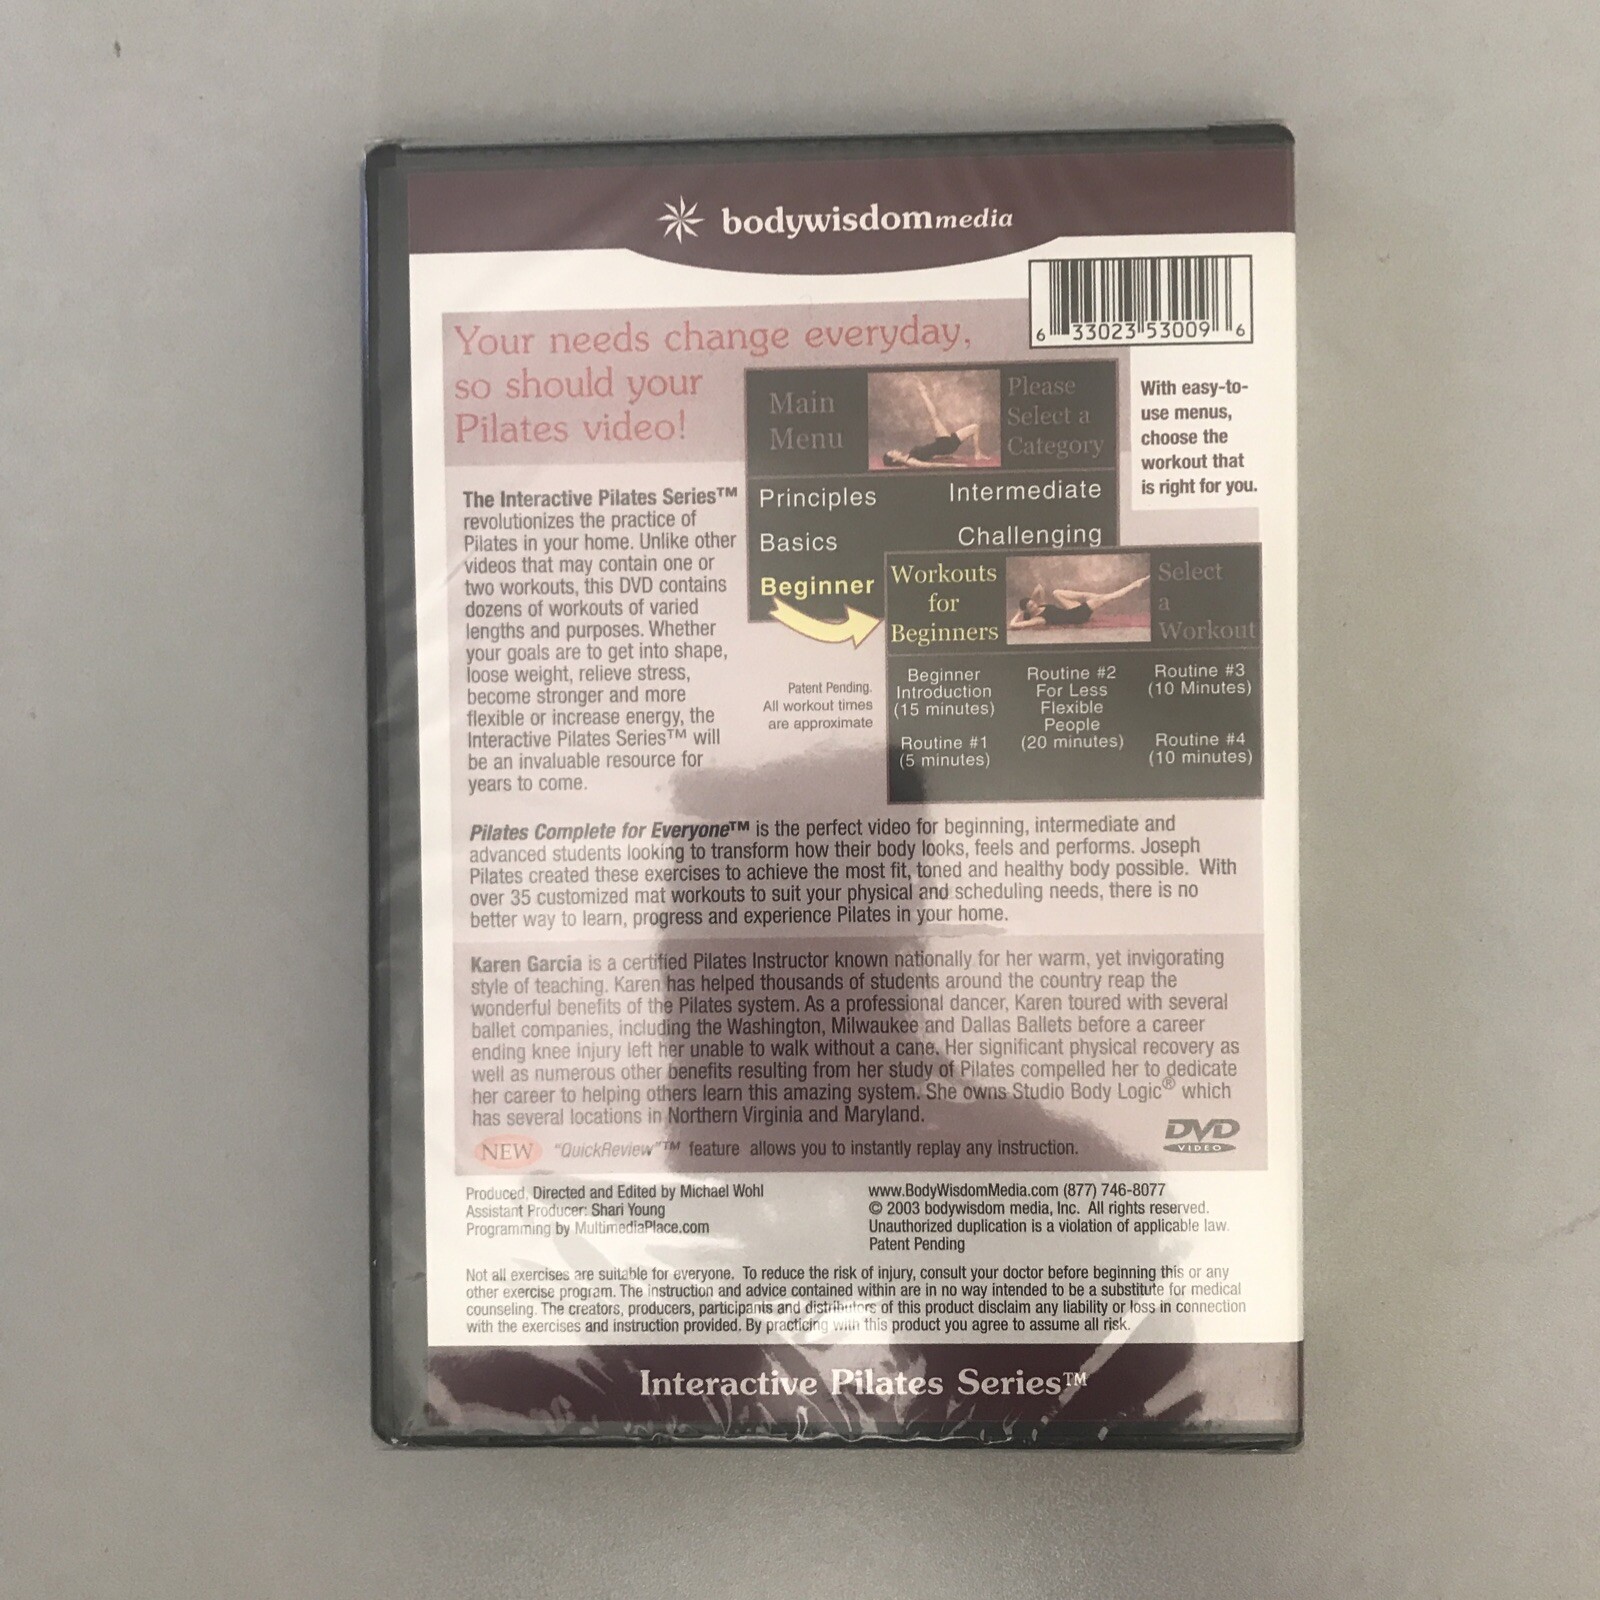 bodywisdommedia
6 33023 53009 6
Your needs change everyday,
so should your
Pilates video!
Main
Menu
Please
Select a
Category
Principles
Intermediate
Basics
Challenging
Beginner
With easy-to-
use menus,
choose the
workout that
is right for you.
Workouts
for
Beginners
Select
a
Workout
Beginner
Introduction
(15 minutes)
Routine #1
(5 minutes)
Routine #2
For Less
Flexible
People
(20 minutes)
Routine #3
(10 Minutes)
Routine #4
(10 minutes)
Patent Pending.
All workout times
are approximate
The Interactive Pilates Series™
revolutionizes the practice of
Pilates in your home. Unlike other
videos that may contain one or
two workouts, this DVD contains
dozens of workouts of varied
lengths and purposes. Whether
your goals are to get into shape,
loose weight, relieve stress,
become stronger and more
flexible or increase energy, the
Interactive Pilates Series™ will
be an invaluable resource for
years to come.
Pilates Complete for Everyone™ is the perfect video for beginning, intermediate and
advanced students looking to transform how their body looks, feels and performs. Joseph
Pilates created these exercises to achieve the most fit, toned and healthy body possible. With
over 35 customized mat workouts to suit your physical and scheduling needs, there is no
better way to learn, progress and experience Pilates in your home.
Karen Garcia is a certified Pilates Instructor known nationally for her warm, yet invigorating
style of teaching. Karen has helped thousands of students around the country reap the
wonderful benefits of the Pilates system. As a professional dancer, Karen toured with several
ballet companies, including the Washington, Milwaukee and Dallas Ballets before a career
ending knee injury left her unable to walk without a cane. Her significant physical recovery as
well as numerous other benefits resulting from her study of Pilates compelled her to dedicate
her career to helping others learn this amazing system. She owns Studio Body Logic® which
has several locations in Northern Virginia and Maryland.
NEW "QuickReview"™ feature allows you to instantly replay any instruction.
DVD
VIDEO
Produced, Directed and Edited by Michael Wohl
Assistant Producer: Shari Young
Programming by MultimediaPlace.com
www.BodyWisdomMedia.com (877) 746-8077
© 2003 bodywisdom media, Inc. All rights reserved.
Unauthorized duplication is a violation of applicable law.
Patent Pending
Not all exercises are suitable for everyone. To reduce the risk of injury, consult your doctor before beginning this or any
other exercise program. The instruction and advice contained within are in no way intended to be a substitute for medical
counseling. The creators, producers, participants and distributors of this product disclaim any liability or loss in connection
with the exercises and instruction provided. By practicing with this product you agree to assume all risk.
Interactive Pilates Series™